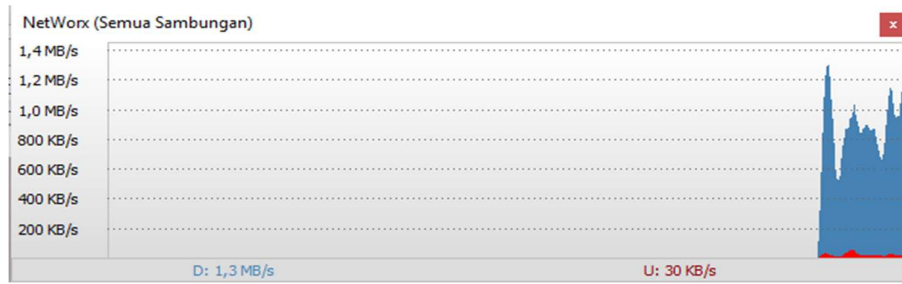 NetWorx (Semua Sambungan)
x
1,4 MB/s
1,2 MB/s
1,0 MB/s
800 KB/s
600 KB/s
400 KB/s
200 KB/s
D: 1,3 MB/s U: 30 KB/s